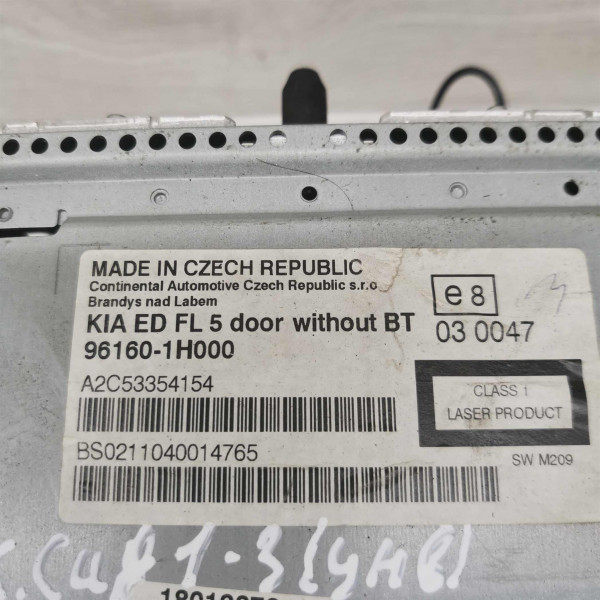 MADE IN CZECH REPUBLIC
Continental Automotive Czech Republic s.r.o
Brandys nad Labem
KIA ED FL 5 door without BT
96160-1H000
e8
03 0047
A2C53354154
CLASS 1
LASER PRODUCT
BS0211040014765
SW M209